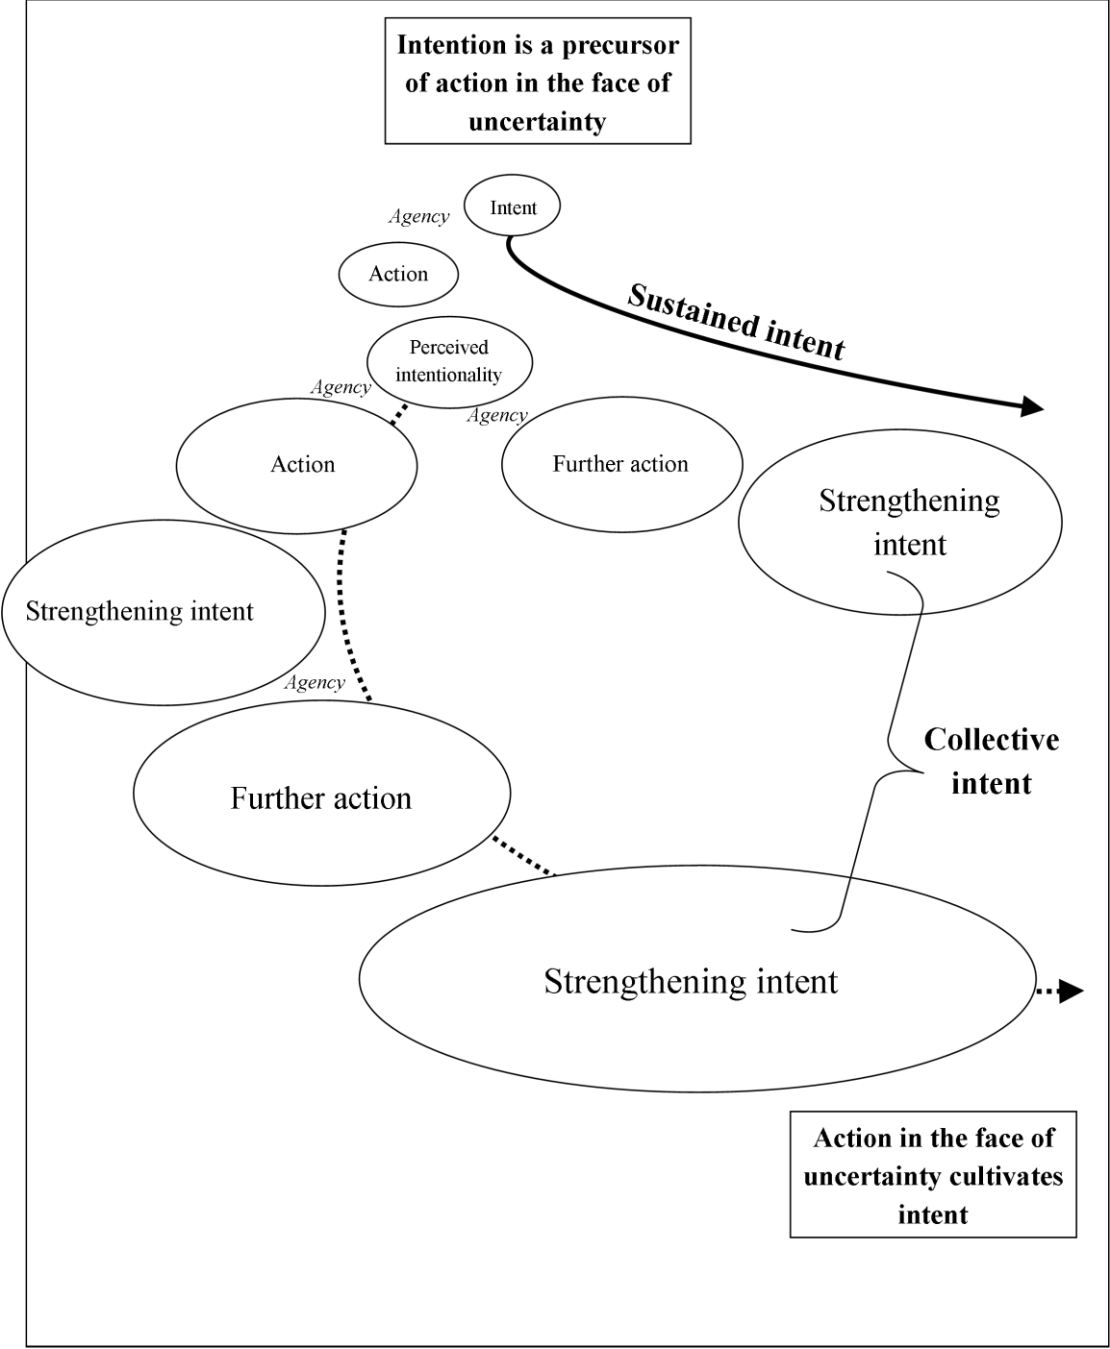 Intention is a precursor
of action in the face of
uncertainty
Intent
Agency
Action
Sustained intent
Perceived
intentionality
Agency
Agency
Action
Further action
Strengthening
intent
Strengthening intent
Agency
Collective
intent
Further action
Strengthening intent
Action in the face of
uncertainty cultivates
intent